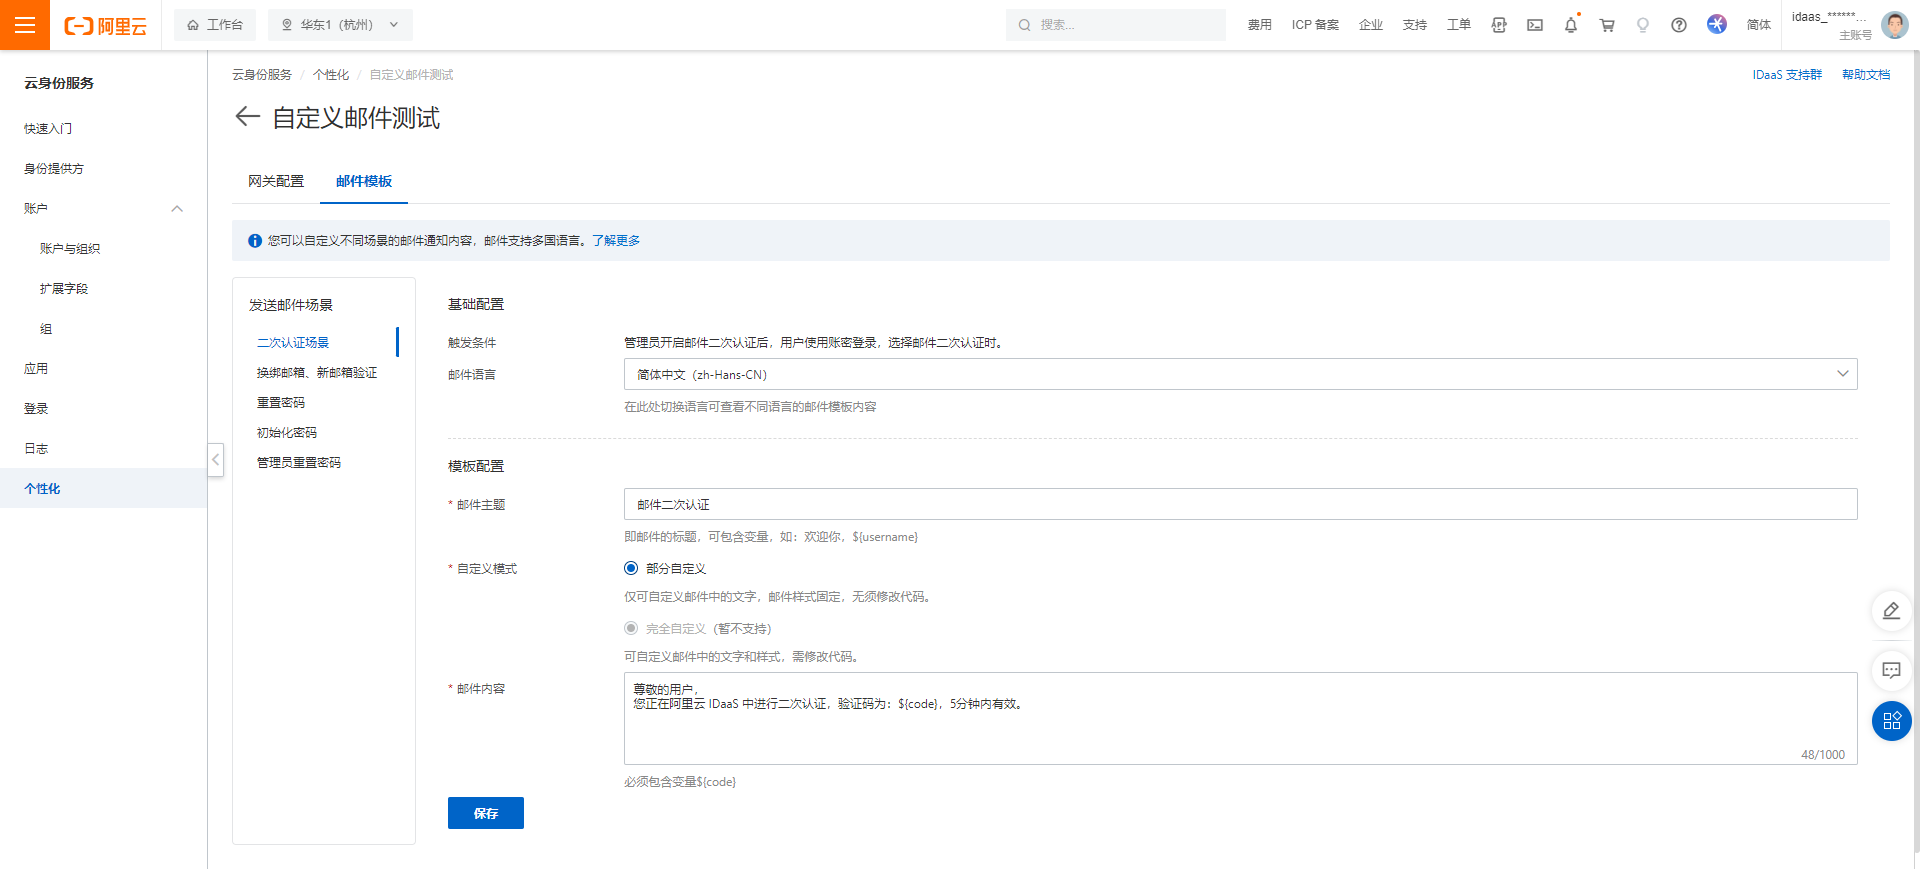 阿里云
工作台
华东1（杭州）
搜索...
费用
ICP 备案
企业
支持
工单
简体
idaas_******...
主账号
云身份服务
快速入门
身份提供方
账户
账户与组织
扩展字段
组
应用
登录
日志
个性化
云身份服务 / 个性化 / 自定义邮件测试
IDaaS 支持群
帮助文档
自定义邮件测试
网关配置
邮件模板
您可以自定义不同场景的邮件通知内容，邮件支持多国语言。了解更多
发送邮件场景
二次认证场景
换绑邮箱、新邮箱验证
重置密码
初始化密码
管理员重置密码
基础配置
触发条件
管理员开启邮件二次认证后，用户使用账密登录，选择邮件二次认证时。
邮件语言
简体中文（zh-Hans-CN）
在此处切换语言可查看不同语言的邮件模板内容
模板配置
* 邮件主题
邮件二次认证
即邮件的标题，可包含变量，如：欢迎你，${username}
* 自定义模式
部分自定义
仅可自定义邮件中的文字，邮件样式固定，无须修改代码。
完全自定义（暂不支持）
可自定义邮件中的文字和样式，需修改代码。
* 邮件内容
尊敬的用户，
您正在阿里云 IDaaS 中进行二次认证，验证码为：${code}，5分钟内有效。
48/1000
必须包含变量${code}
保存